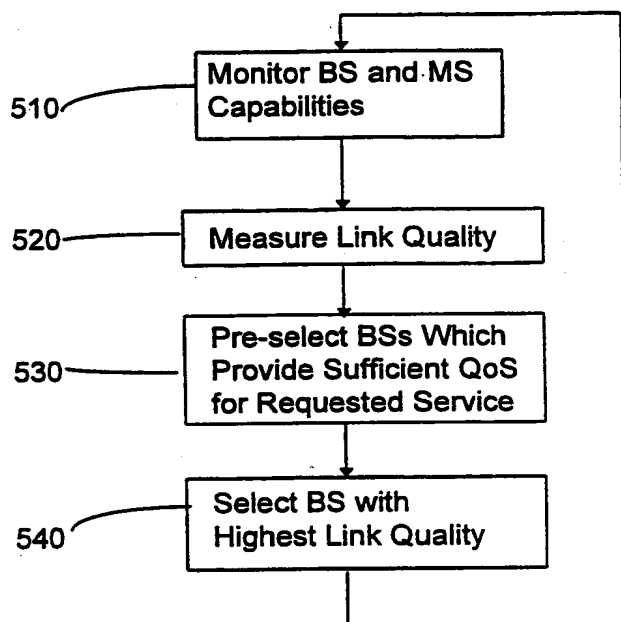 510
Monitor BS and MS
Capabilities
520
Measure Link Quality
530
Pre-select BSs Which
Provide Sufficient QoS
for Requested Service
540
Select BS with
Highest Link Quality